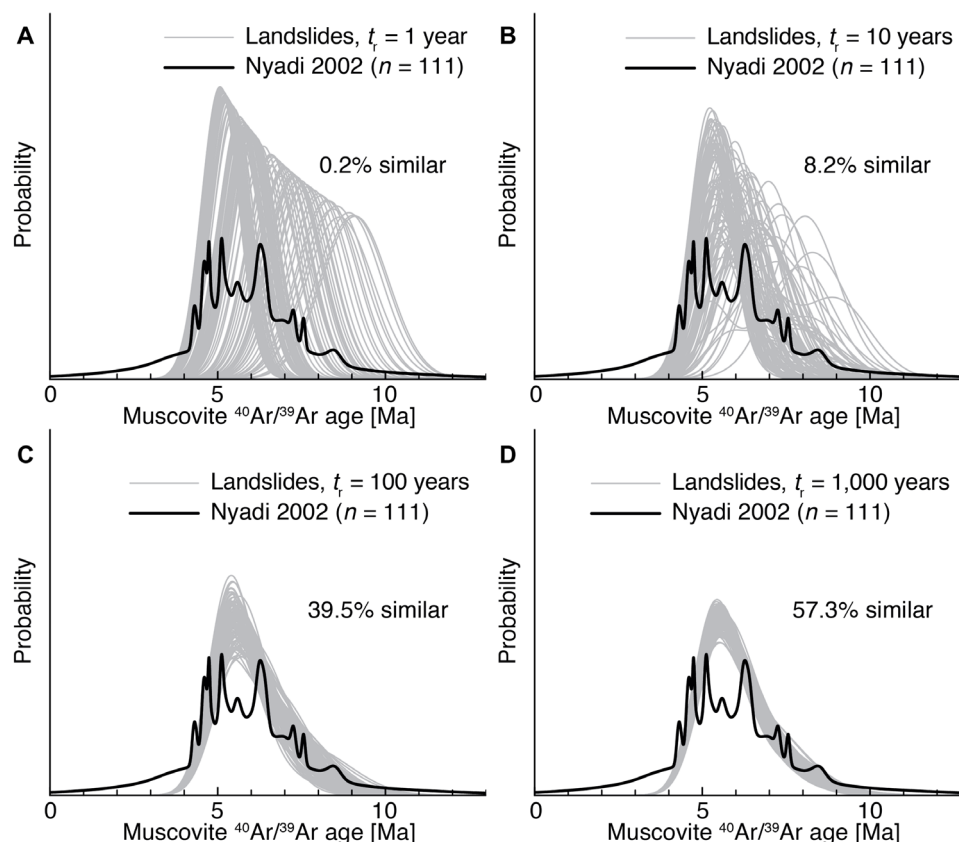 A
Landslides, tᵣ = 1 year
Nyadi 2002 (n = 111)
0.2% similar
Probability
0 5 10
Muscovite ⁴⁰Ar/³⁹Ar age [Ma]
B
Landslides, tᵣ = 10 years
Nyadi 2002 (n = 111)
8.2% similar
Probability
0 5 10
Muscovite ⁴⁰Ar/³⁹Ar age [Ma]
C
Landslides, tᵣ = 100 years
Nyadi 2002 (n = 111)
39.5% similar
Probability
0 5 10
Muscovite ⁴⁰Ar/³⁹Ar age [Ma]
D
Landslides, tᵣ = 1,000 years
Nyadi 2002 (n = 111)
57.3% similar
Probability
0 5 10
Muscovite ⁴⁰Ar/³⁹Ar age [Ma]